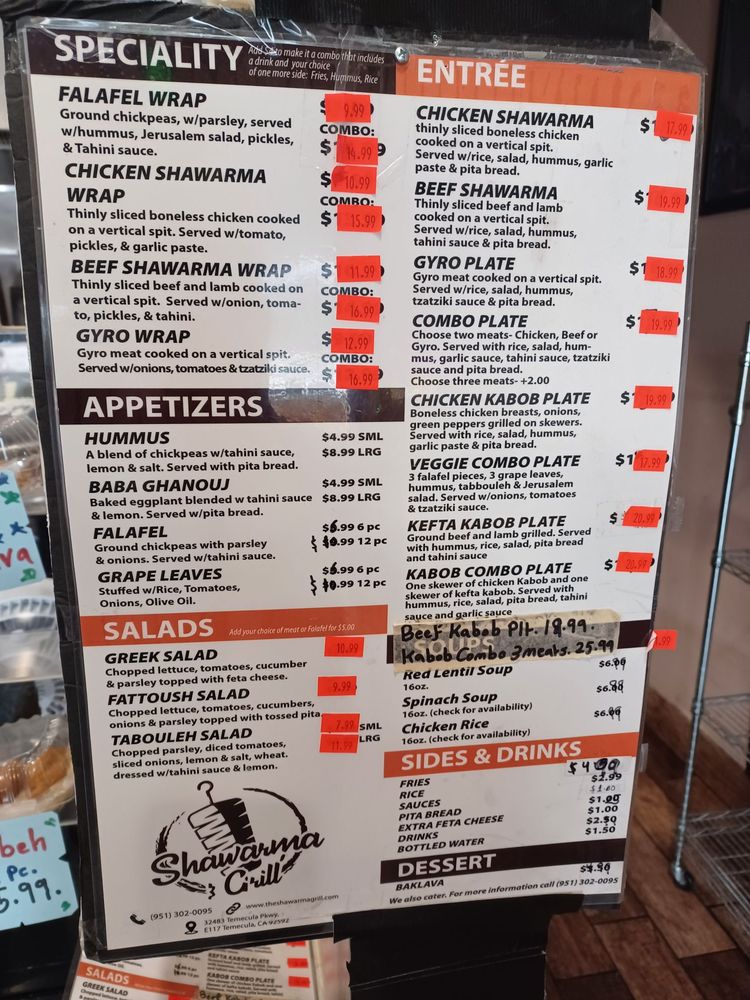 SPECIALITY
to make it a combo that includes
a drink and your choice
of one more side: Fries, Hummus, Rice
FALAFEL WRAP
9.99
Ground chickpeas, w/parsley, served
w/hummus, Jerusalem salad, pickles,
& Tahini sauce.
COMBO:
14.99
CHICKEN SHAWARMA
WRAP
10.99
COMBO:
15.99
Thinly sliced boneless chicken cooked
on a vertical spit. Served w/tomato,
pickles, & garlic paste.
BEEF SHAWARMA WRAP
11.99
COMBO:
16.99
Thinly sliced beef and lamb cooked on
a vertical spit. Served w/onion, toma-
to, pickles, & tahini.
GYRO WRAP
12.99
COMBO:
16.99
Gyro meat cooked on a vertical spit.
Served w/onions, tomatoes & tzatziki sauce.
APPETIZERS
HUMMUS $4.99 SML
A blend of chickpeas w/tahini sauce, $8.99 LRG
lemon & salt. Served with pita bread.
BABA GHANOUJ $4.99 SML
Baked eggplant blended w tahini sauce $8.99 LRG
& lemon. Served w/pita bread.
FALAFEL 6 pc
Ground chickpeas with parsley 12 pc
& onions. Served w/tahini sauce.
GRAPE LEAVES 6 pc
Stuffed w/Rice, Tomatoes, 12 pc
Onions, Olive Oil.
SALADS Add your choice of meat or Falafel for $5.00
GREEK SALAD 10.99
Chopped lettuce, tomatoes, cucumber
& parsley topped with feta cheese.
FATTOUSH SALAD 9.99
Chopped lettuce, tomatoes, cucumbers,
onions & parsley topped with tossed pita
TABOULEH SALAD 7.99 SML
11.99 LRG
Chopped parsley, diced tomatoes,
sliced onions, lemon & salt, wheat.
dressed w/tahini sauce & lemon.
Shawarma
Grill
(951) 302-0095
www.theshawarmagrill.com
32483 Temecula Pkwy,
E117 Temecula, CA 92592
ENTRÉE
CHICKEN SHAWARMA 17.99
thinly sliced boneless chicken
cooked on a vertical spit.
Served w/rice, salad, hummus, garlic
paste & pita bread.
BEEF SHAWARMA 19.99
Thinly sliced beef and lamb
cooked on a vertical spit.
Served w/rice, salad, hummus,
tahini sauce & pita bread.
GYRO PLATE 18.99
Gyro meat cooked on a vertical spit.
Served w/rice, salad, hummus,
tzatziki sauce & pita bread.
COMBO PLATE 19.99
Choose two meats- Chicken, Beef or
Gyro. Served with rice, salad, hum-
mus, garlic sauce, tahini sauce, tzatziki
sauce and pita bread.
Choose three meats- +2.00
CHICKEN KABOB PLATE 19.99
Boneless chicken breasts, onions,
green peppers grilled on skewers.
Served with rice, salad, hummus,
garlic paste & pita bread.
VEGGIE COMBO PLATE 17.99
3 falafel pieces, 3 grape leaves,
hummus, tabbouleh & Jerusalem
salad. Served w/onions, tomatoes
& tzatziki sauce.
KEFTA KABOB PLATE 20.99
Ground beef and lamb grilled. Served
with hummus, rice, salad, pita bread
and tahini sauce
KABOB COMBO PLATE 20.99
One skewer of chicken Kabob and one
skewer of kefta kabob. Served with
hummus, rice, salad, pita bread, tahini
sauce and garlic sauce
Beef Kabob Plt. 19.99.
Kabob Combo 3 meats. 25.99
Red Lentil Soup
16oz.
Spinach Soup
16oz. (check for availability)
Chicken Rice
16oz. (check for availability)
SIDES & DRINKS
FRIES
RICE $2.99
SAUCES
PITA BREAD
EXTRA FETA CHEESE $1.00
DRINKS
BOTTLED WATER $1.50
DESSERT
BAKLAVA
We also cater. For more information call (951) 302-0095
va
beh
pc.
5.99.
SALADS
GREEK SALAD
KEFTA KABOB PLATE
KABOB COMBO PLATE